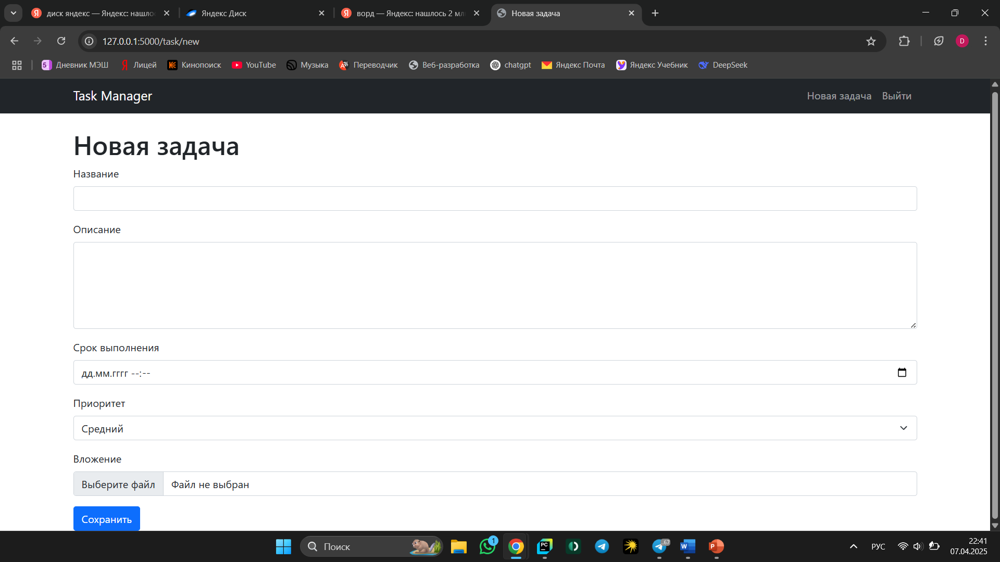 диск яндекс — Яндекс: нашло
Яндекс Диск
ворд — Яндекс: нашлось 2 мл
Новая задача
127.0.0.1:5000/task/new
D
Дневник МЭШ
Лицей
Кинопоиск
YouTube
Музыка
Переводчик
Веб-разработка
chatgpt
Яндекс Почта
Яндекс Учебник
DeepSeek
Task Manager
Новая задача
Выйти
Новая задача
Название
Описание
Срок выполнения
дд.мм.гггг --:--
Приоритет
Средний
Вложение
Выберите файл
Файл не выбран
Сохранить
Поиск
1
PC
67
W
P
РУС
22:41
07.04.2025